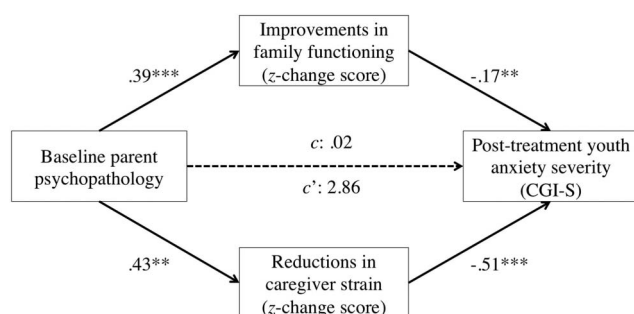 Improvements in
family functioning
(z-change score)
.39***
-.17**
Baseline parent
psychopathology
c: .02
c’: 2.86
Post-treatment youth
anxiety severity
(CGI-S)
.43**
-.51***
Reductions in
caregiver strain
(z-change score)